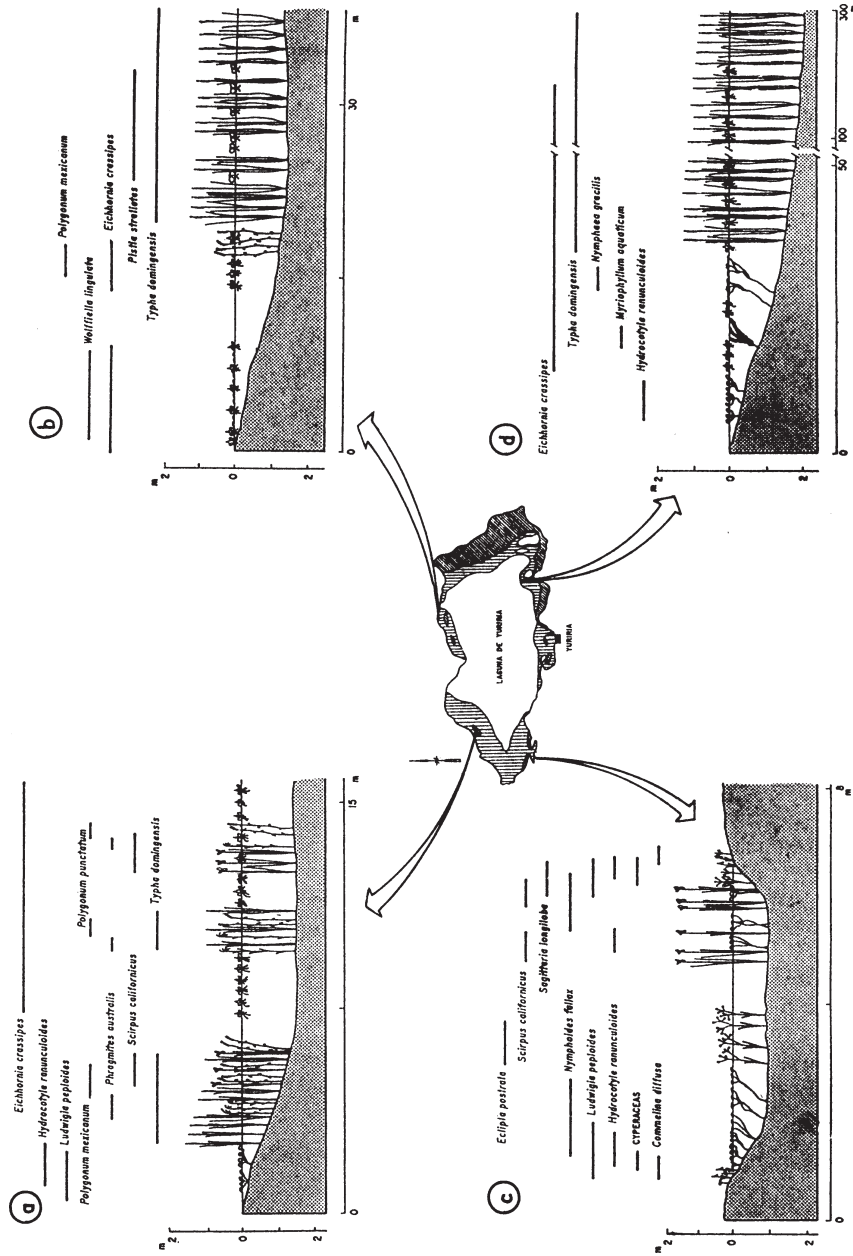 a
Eichhornia crassipes
Hydrocotyle ranunculoides
Ludwigia peploides
Polygonum mexicanum
Polygonum punctatum
Phragmites australis
Scirpus californicus
Typha domingensis
m
2
0
2
0
15
m
b
Polygonum mexicanum
Wolffiella lingulata
Eichhornia crassipes
Pistia stratiotes
Typha domingensis
m
2
0
2
0
30
m
LAGUNA DE YURIRIA
YURIRIA
c
Eclipta postrata
Scirpus californicus
Sagittaria longiloba
Nymphoides fallax
Ludwigia peploides
Hydrocotyle ranunculoides
CYPERACEAS
Commelina diffusa
m
2
0
2
0
8
m
d
Eichhornia crassipes
Typha domingensis
Nymphaea gracilis
Myriophyllum aquaticum
Hydrocotyle ranunculoides
m
2
0
2
0
50
100
300
m